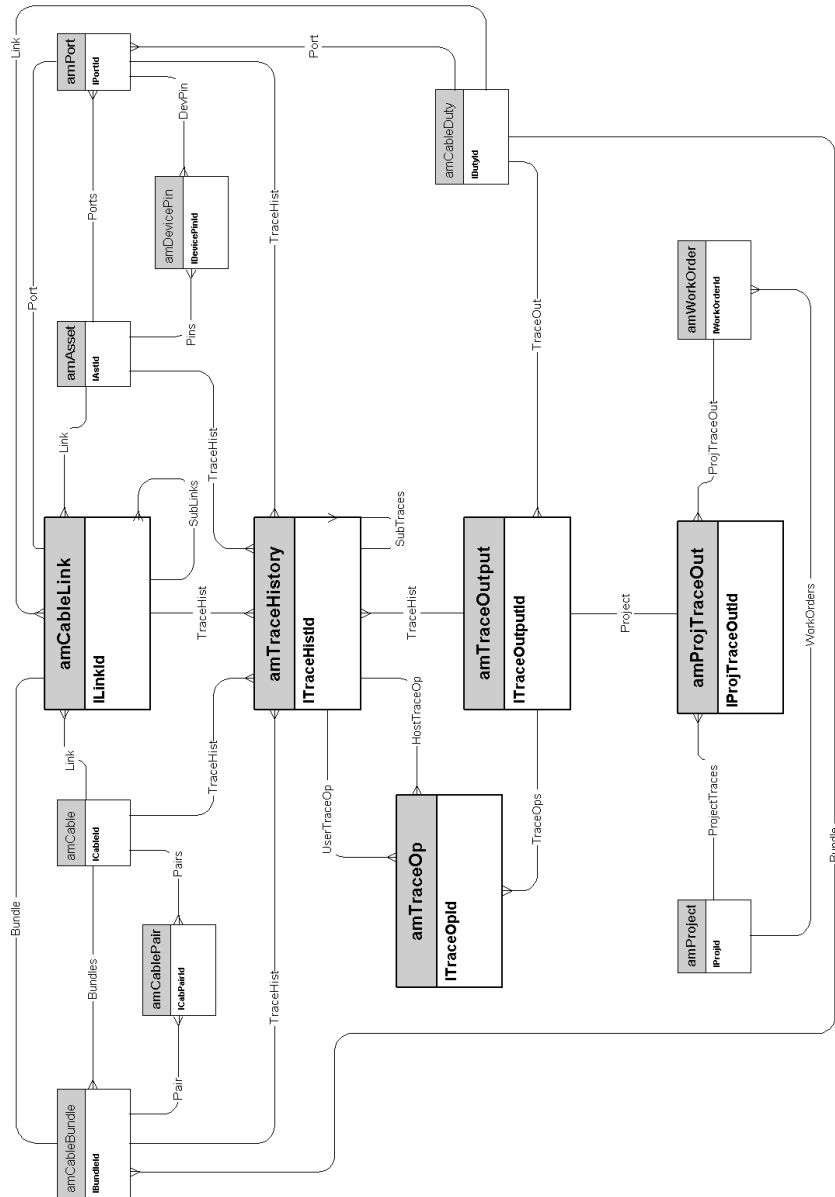 Link
amPort
lPortId
Port
DevPin
Port
Ports
TraceHist
amCableDuty
lDutyId
amDevicePin
lDevicePinId
Pins
amAsset
lAstId
Link
TraceHist
TraceOut
amWorkOrder
lWorkOrderId
ProjTraceOut
SubLinks
SubTraces
amCableLink
lLinkId
TraceHist
amTraceHistory
lTraceHistId
TraceHist
amTraceOutput
lTraceOutputId
Project
amProjTraceOut
lProjTraceOutId
WorkOrders
Link
TraceHist
HostTraceOp
UserTraceOp
TraceOps
ProjectTraces
amCable
lCableId
Pairs
amTraceOp
lTraceOpId
Bundle
Bundles
amCablePair
lCabPairId
TraceHist
amProject
lProjId
Bundle
Pair
amCableBundle
lBundleId